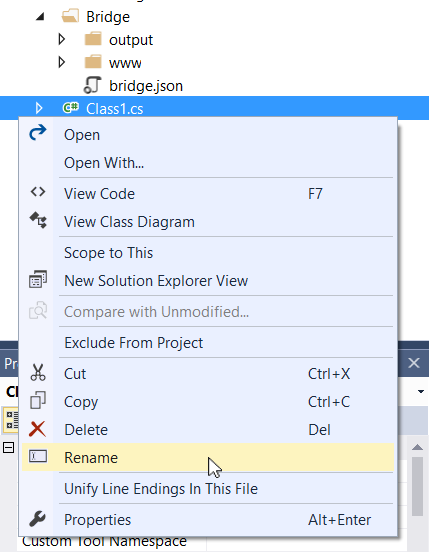 Bridge
output
www
bridge.json
C# Class1.cs
Open
Open With...
<> View Code F7
View Class Diagram
Scope to This
New Solution Explorer View
Compare with Unmodified...
Exclude From Project
Pr
Cut Ctrl+X
Cl
Copy Ctrl+C
Delete Del
Rename
Unify Line Endings In This File
Properties Alt+Enter
Custom Tool Namespace